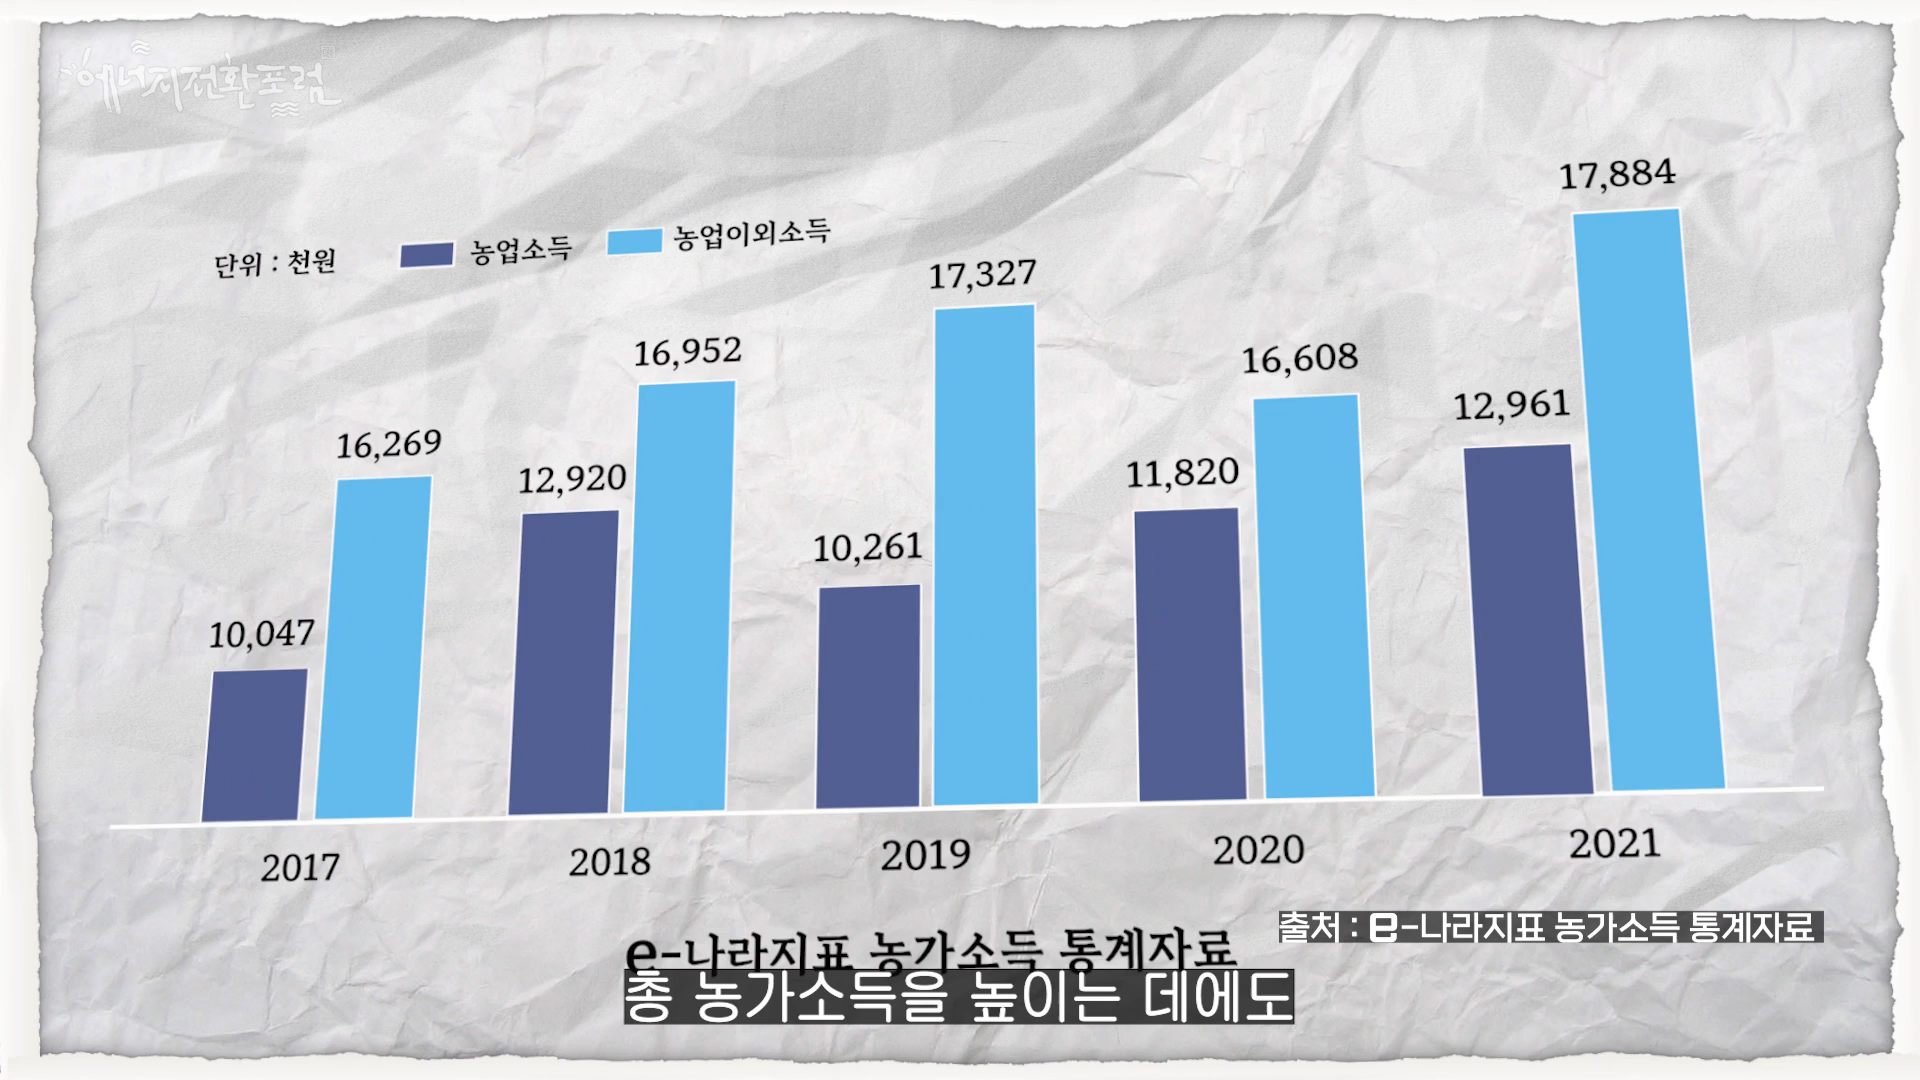 에너지전환포럼
단위 : 천원 농업소득 농업이외소득
10,047 16,269 12,920 16,952 10,261 17,327 11,820 16,608 12,961 17,884
2017 2018 2019 2020 2021
출처 : e-나라지표 농가소득 통계자료
e-나라지표 농가소득 통계자료
총 농가소득을 높이는 데에도